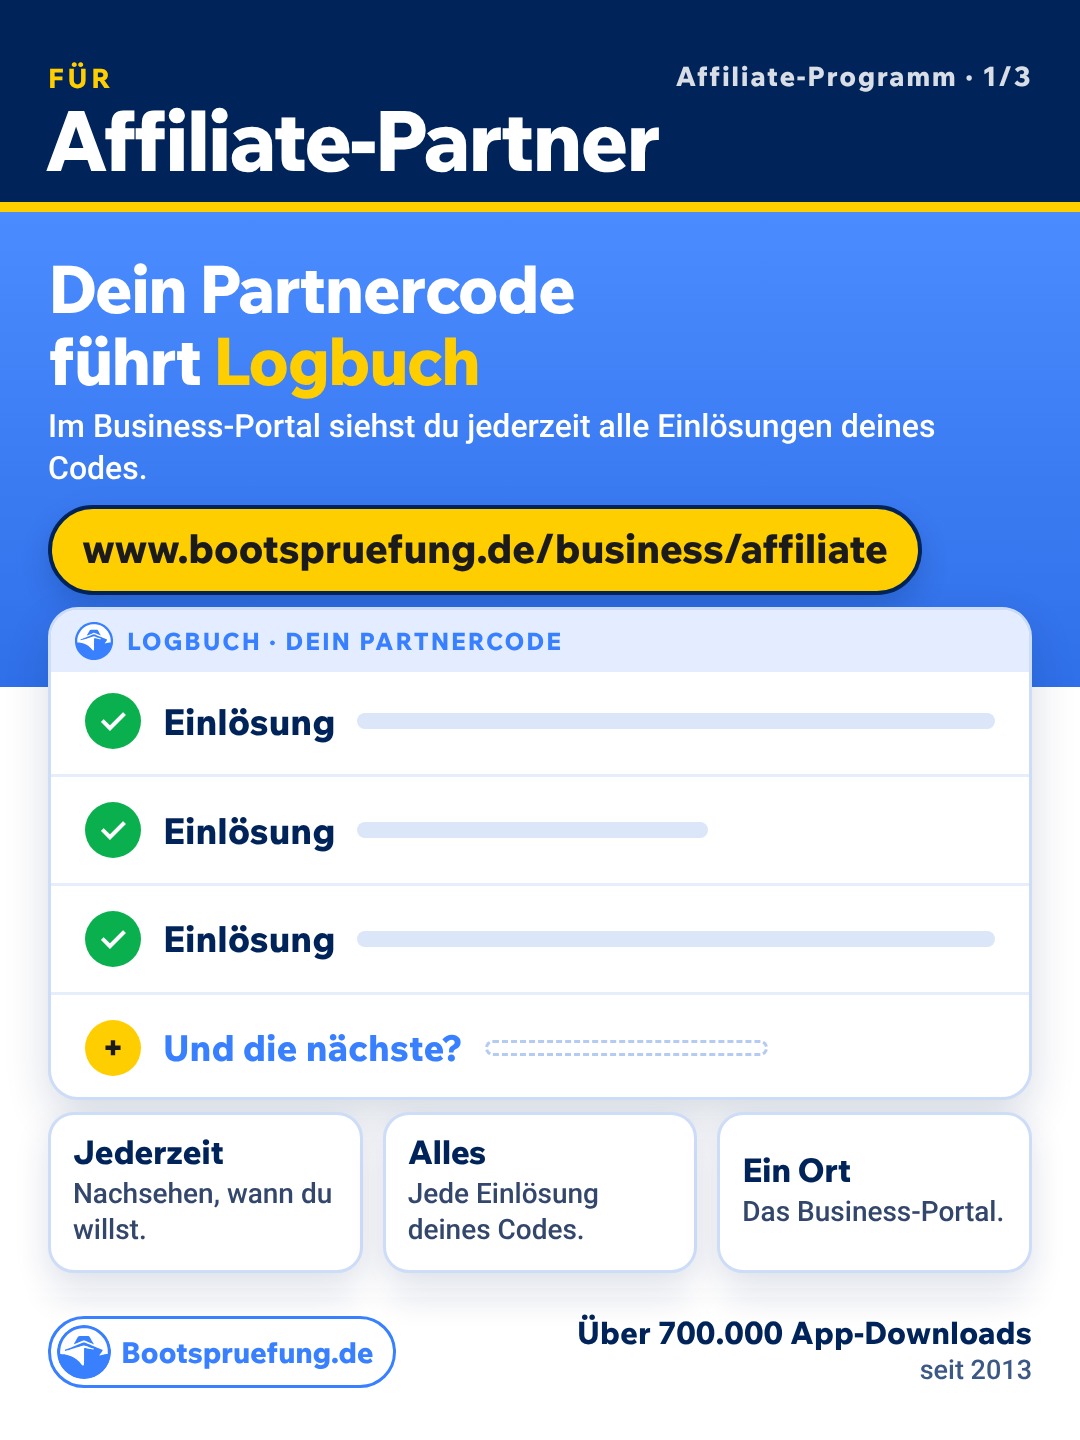 FÜR
Affiliate-Programm · 1/3
Affiliate-Partner
Dein Partnercode
führt Logbuch
Im Business-Portal siehst du jederzeit alle Einlösungen deines
Codes.
www.bootspruefung.de/business/affiliate
LOGBUCH · DEIN PARTNERCODE
Einlösung
Einlösung
Einlösung
+ Und die nächste?
Jederzeit
Nachsehen, wann du
willst.
Alles
Jede Einlösung
deines Codes.
Ein Ort
Das Business-Portal.
Bootspruefung.de
Über 700.000 App-Downloads
seit 2013